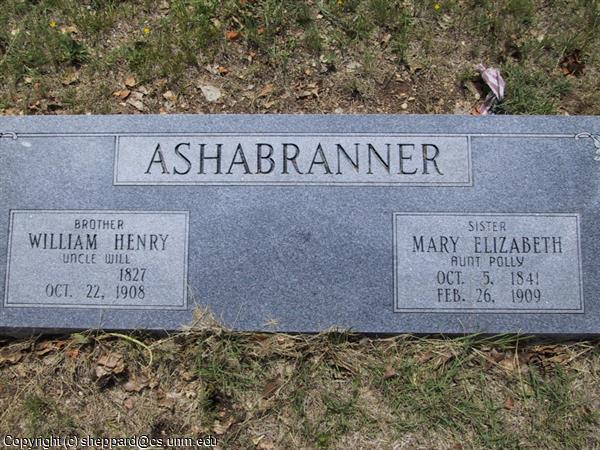 ASHABRANNER
BROTHER
WILLIAM HENRY
UNCLE WILL
1827
OCT. 22, 1908
SISTER
MARY ELIZABETH
AUNT POLLY
OCT. 5, 1841
FEB. 26, 1909
Copyright (c) sheppard@cs.unm.edu